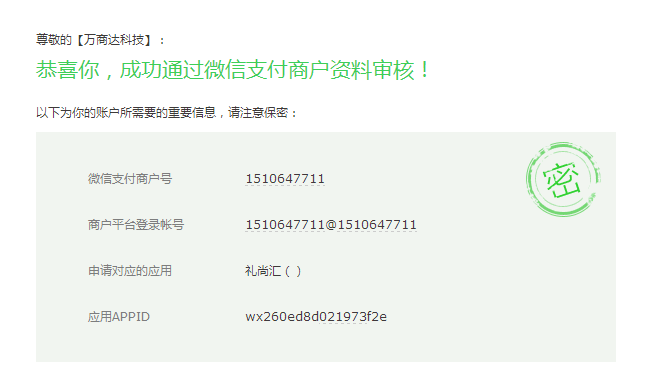 尊敬的【万商达科技】：
恭喜你，成功通过微信支付商户资料审核！
以下为你的账户所需要的重要信息，请注意保密：
密
微信支付商户号 1510647711
商户平台登录帐号 1510647711@1510647711
申请对应的应用 礼尚汇（ ）
应用APPID wx260ed8d021973f2e